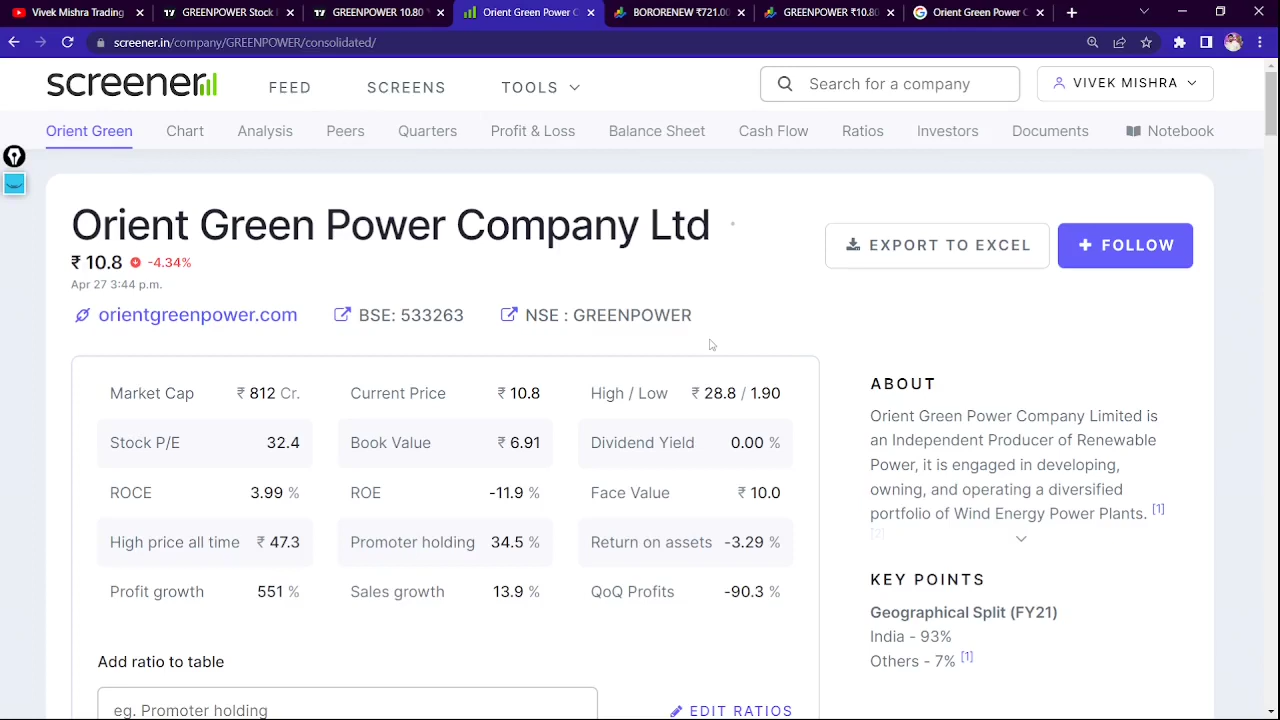 Vivek Mishra Trading
GREENPOWER Stock
GREENPOWER 10.80
Orient Green Power C
BORORENEW ₹721.00
GREENPOWER ₹10.8
Orient Green Power C
screener.in/company/GREENPOWER/consolidated/
screener
FEED
SCREENS
TOOLS
Search for a company
VIVEK MISHRA
Orient Green
Chart
Analysis
Peers
Quarters
Profit & Loss
Balance Sheet
Cash Flow
Ratios
Investors
Documents
Notebook
Orient Green Power Company Ltd
EXPORT TO EXCEL
+ FOLLOW
₹ 10.8 -4.34%
Apr 27 3:44 p.m.
orientgreenpower.com
BSE: 533263
NSE : GREENPOWER
Market Cap ₹ 812 Cr.
Current Price ₹ 10.8
High / Low ₹ 28.8 / 1.90
Stock P/E 32.4
Book Value ₹ 6.91
Dividend Yield 0.00 %
ROCE 3.99 %
ROE -11.9 %
Face Value ₹ 10.0
High price all time ₹ 47.3
Promoter holding 34.5 %
Return on assets -3.29 %
Profit growth 551 %
Sales growth 13.9 %
QoQ Profits -90.3 %
Add ratio to table
eg. Promoter holding
EDIT RATIOS
ABOUT
Orient Green Power Company Limited is
an Independent Producer of Renewable
Power, it is engaged in developing,
owning, and operating a diversified
portfolio of Wind Energy Power Plants. [1]
[2]
KEY POINTS
Geographical Split (FY21)
India - 93%
Others - 7% [1]